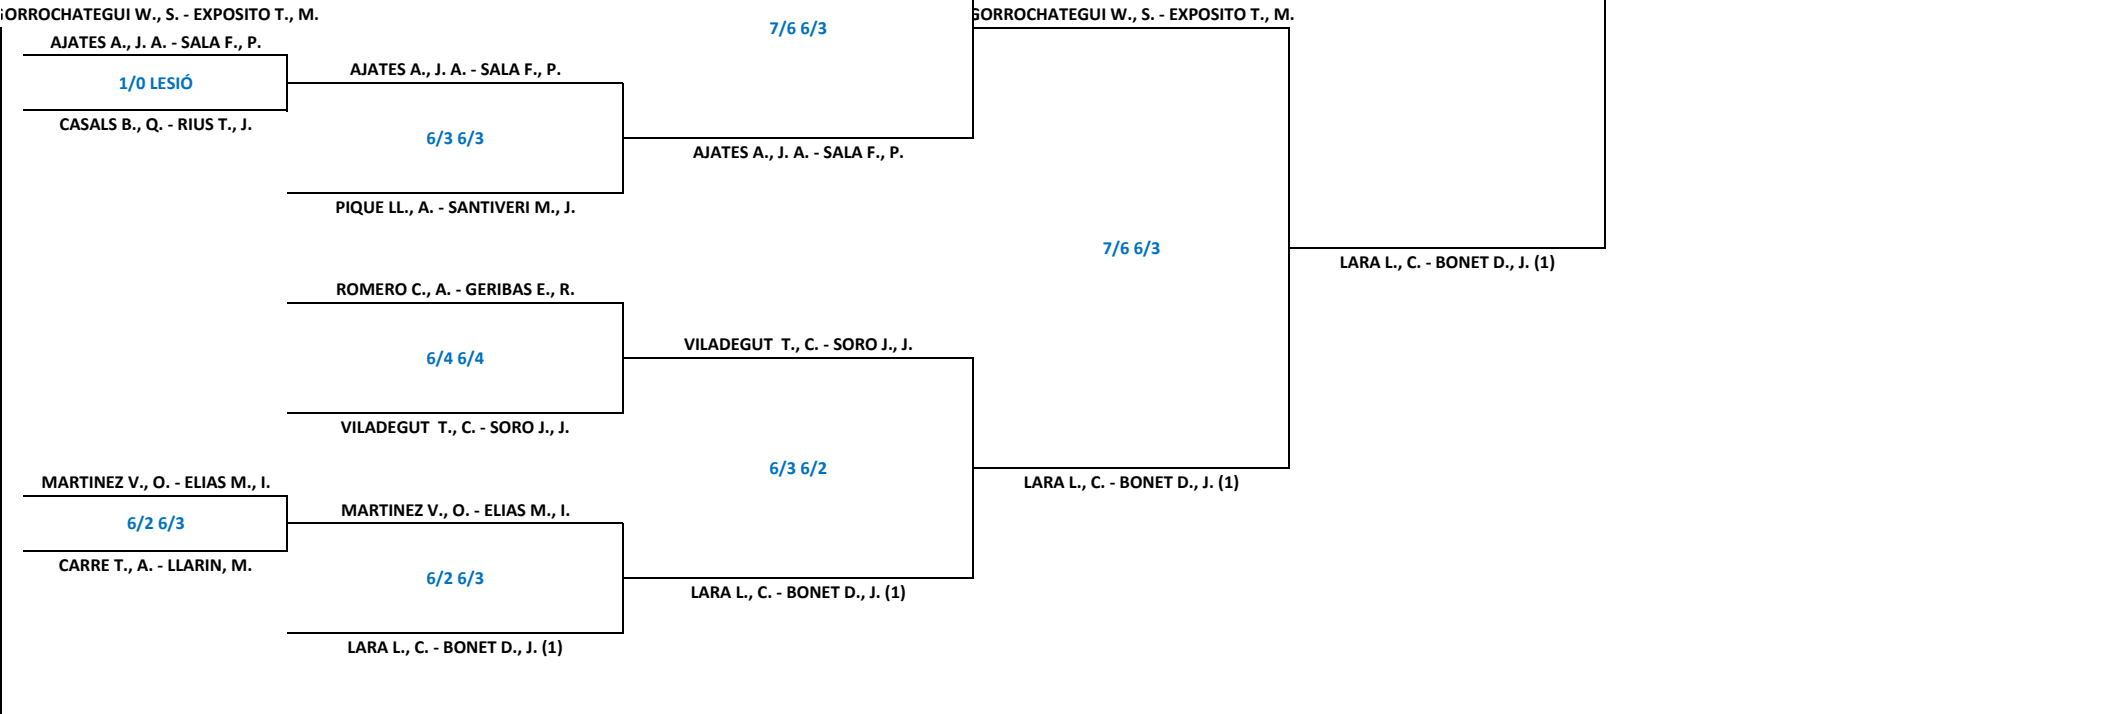 GORROCHATEGUI W., S. - EXPOSITO T., M.
AJATES A., J. A. - SALA F., P.
1/0 LESIÓ
CASALS B., Q. - RIUS T., J.
AJATES A., J. A. - SALA F., P.
6/3 6/3
PIQUE LL., A. - SANTIVERI M., J.
ROMERO C., A. - GERIBAS E., R.
6/4 6/4
VILADEGUT  T., C. - SORO J., J.
MARTINEZ V., O. - ELIAS M., I.
6/2 6/3
CARRE T., A. - LLARIN, M.
MARTINEZ V., O. - ELIAS M., I.
6/2 6/3
LARA L., C. - BONET D., J. (1)
7/6 6/3
AJATES A., J. A. - SALA F., P.
VILADEGUT  T., C. - SORO J., J.
6/3 6/2
LARA L., C. - BONET D., J. (1)
GORROCHATEGUI W., S. - EXPOSITO T., M.
7/6 6/3
LARA L., C. - BONET D., J. (1)
LARA L., C. - BONET D., J. (1)